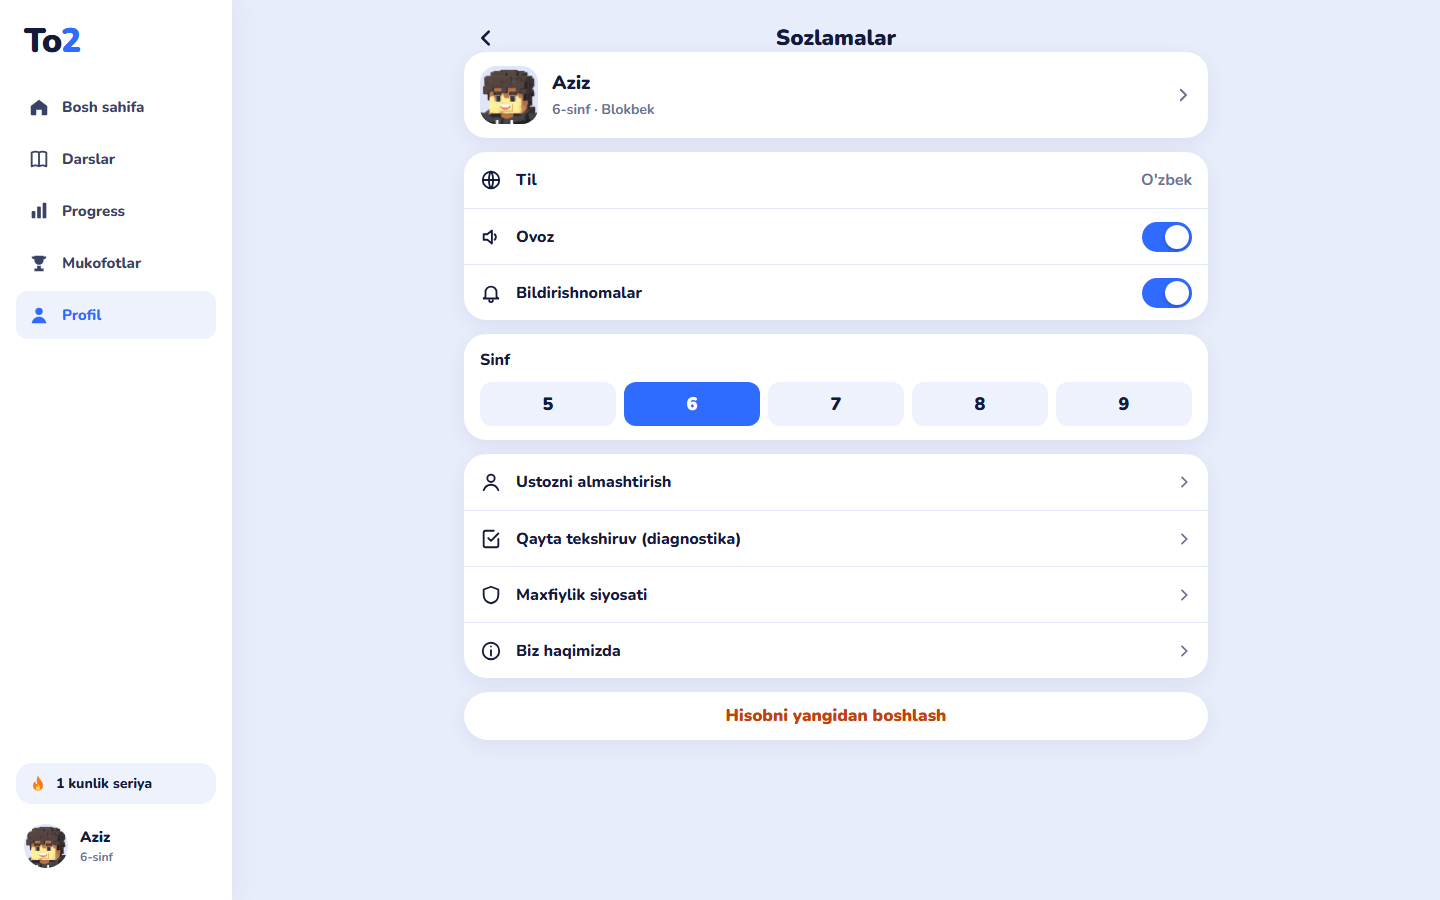 To2
Bosh sahifa
Darslar
Progress
Mukofotlar
Profil
1 kunlik seriya
Aziz
6-sinf
Sozlamalar
Aziz
6-sinf · Blokbek
Til
O'zbek
Ovoz
Bildirishnomalar
Sinf
5
6
7
8
9
Ustozni almashtirish
Qayta tekshiruv (diagnostika)
Maxfiylik siyosati
Biz haqimizda
Hisobni yangidan boshlash